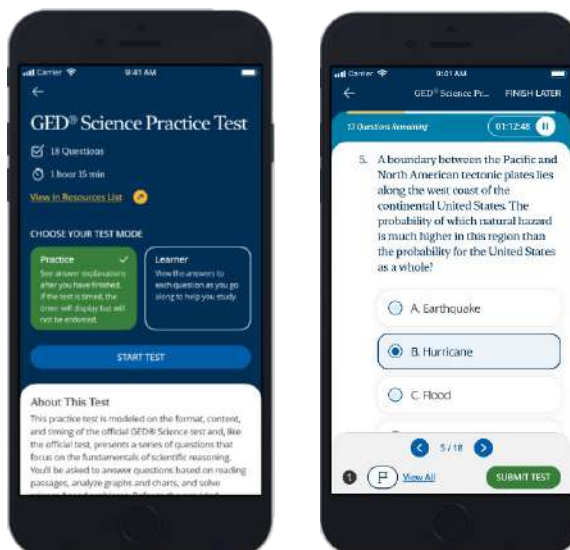 Carrier 9:41 AM
GED® Science Practice Test
18 Questions
1 hour 15 min
View in Resources List
CHOOSE YOUR TEST MODE
Practice
See answer explanations
after you have finished.
If the test is timed, the
timer will display but will
not be enforced.
Learner
View the answers to
each question as you go
along to help you study.
START TEST
About This Test
This practice test is modeled on the format, content,
and timing of the official GED® Science test and, like
the official test, presents a series of questions that
focus on the fundamentals of scientific reasoning.
You'll be asked to answer questions based on reading
passages, analyze graphs and charts, and solve
Carrier 9:01 AM
GED® Science Pr... FINISH LATER
13 Questions Remaining 01:12:48
5. A boundary between the Pacific and
North American tectonic plates lies
along the west coast of the
continental United States. The
probability of which natural hazard
is much higher in this region than
the probability for the United States
as a whole?
A. Earthquake
B. Hurricane
C. Flood
5 / 18
1 View All SUBMIT TEST